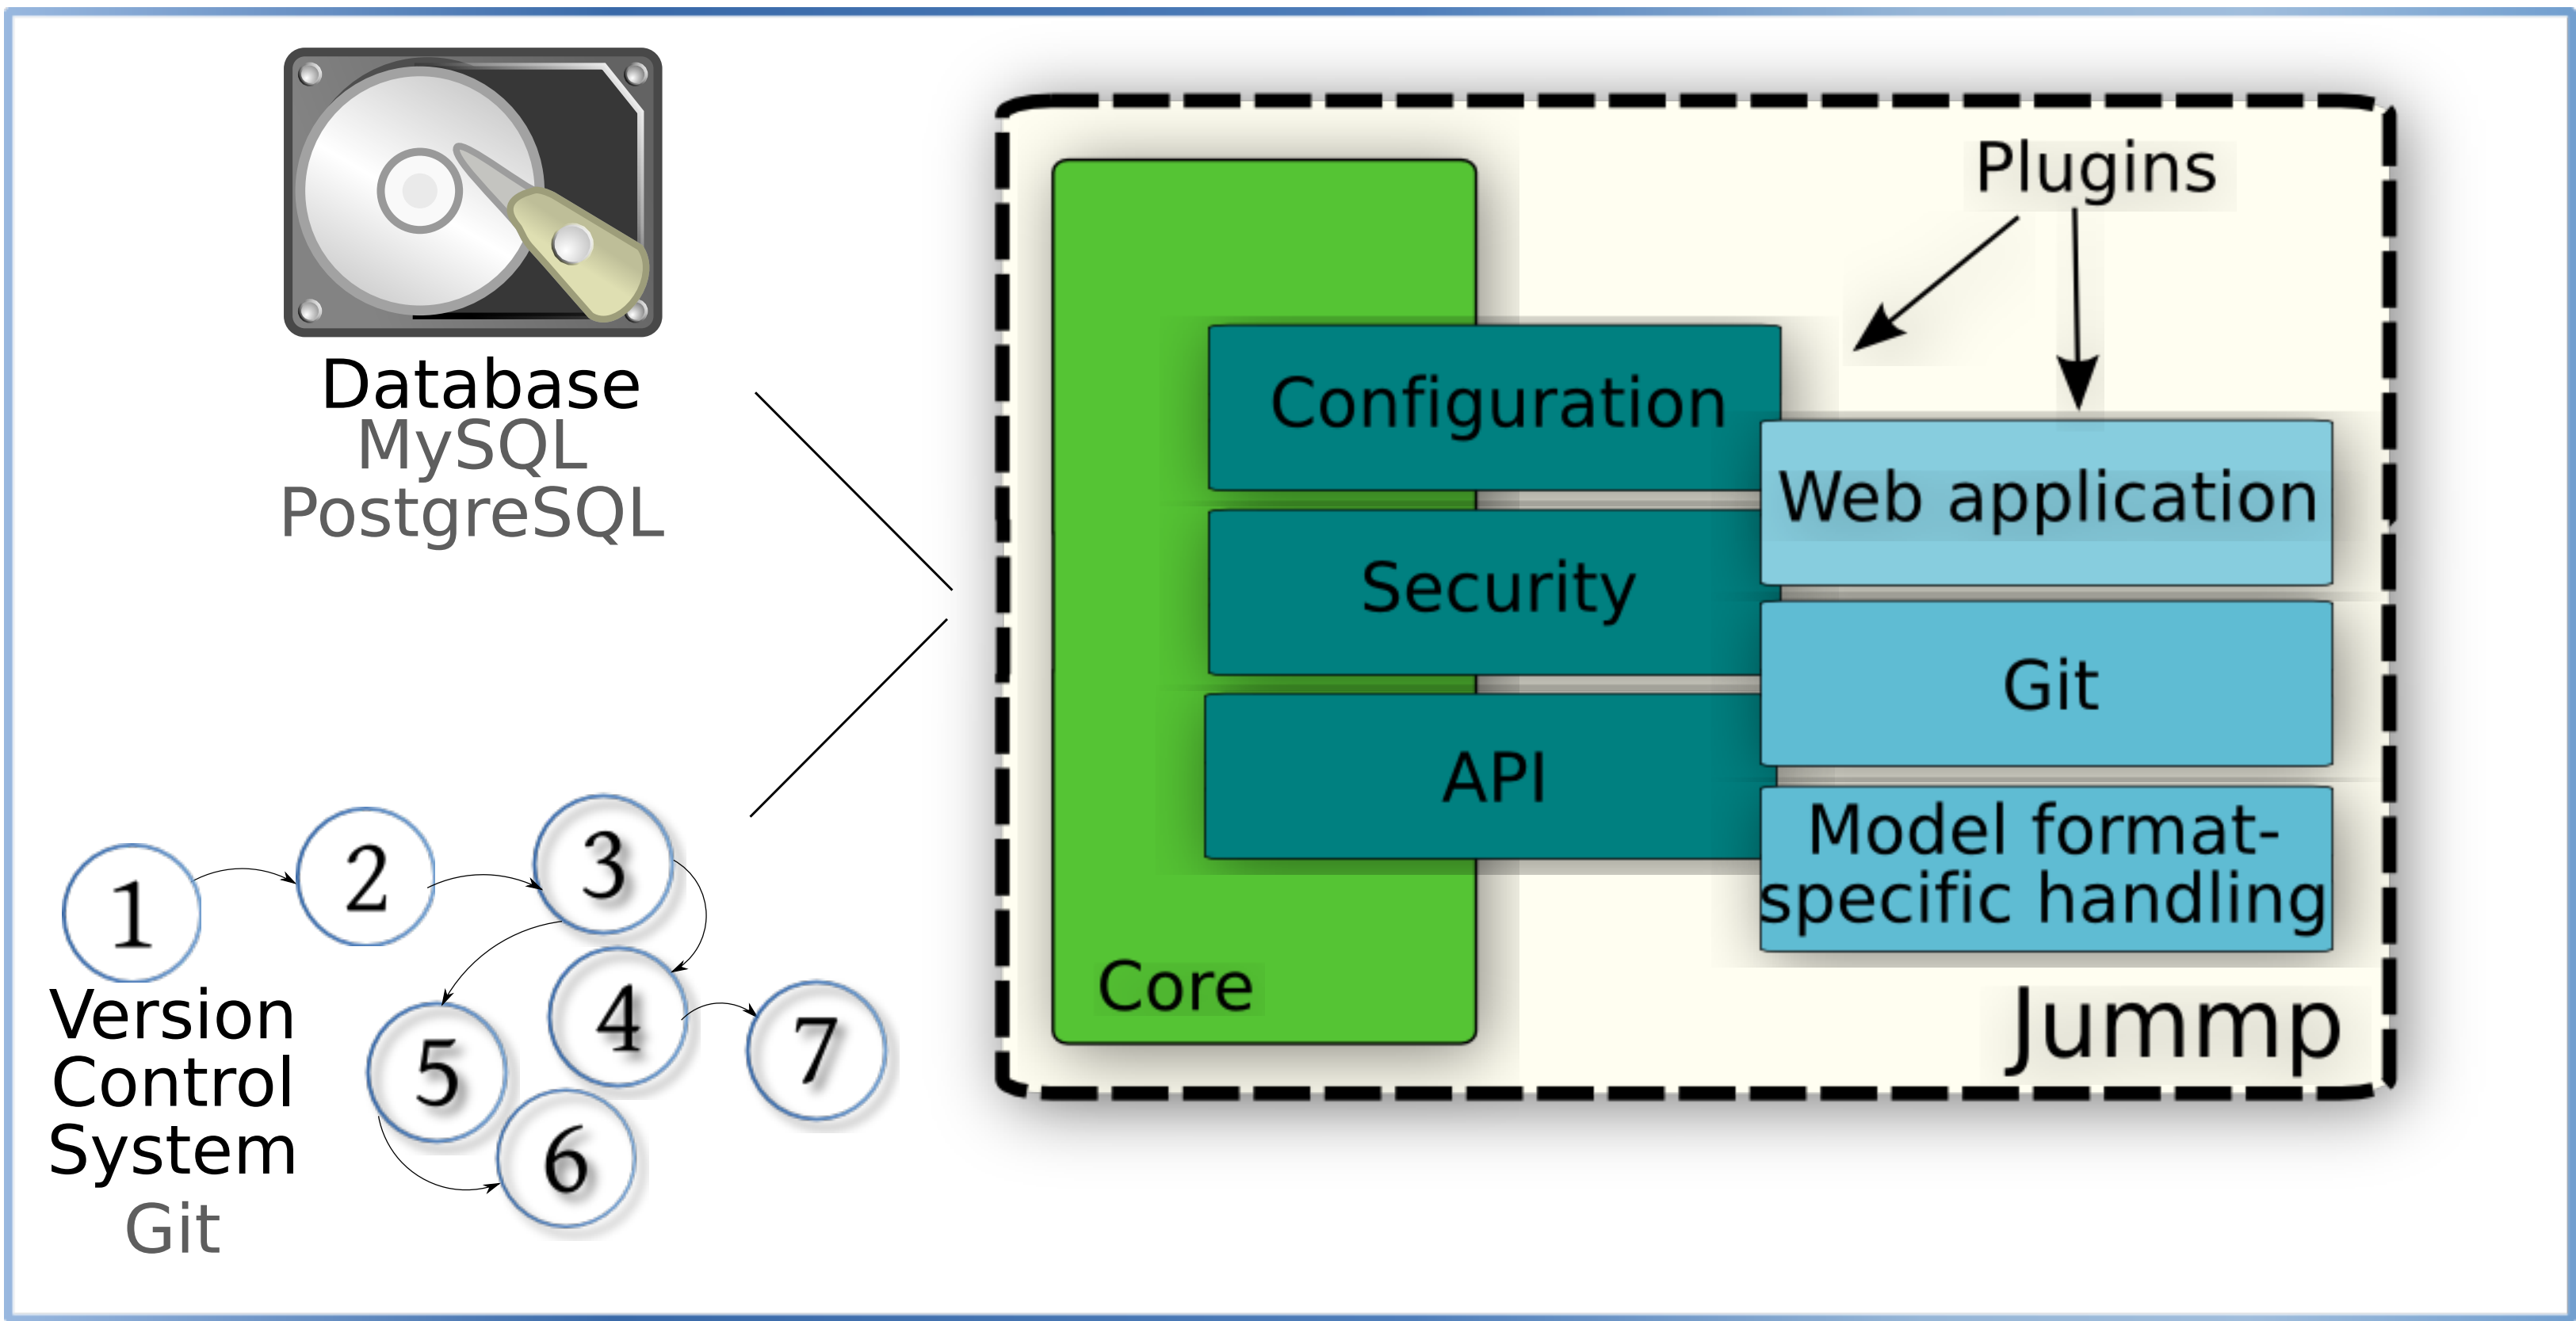 Database
MySQL
PostgreSQL
1
2
3
4
5
6
7
Version
Control
System
Git
Plugins
Configuration
Security
API
Web application
Git
Model format-
specific handling
Core
Jummp